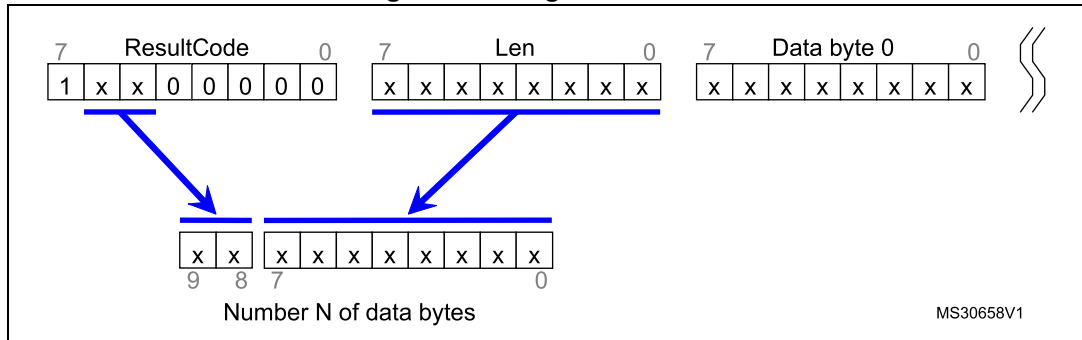 7 ResultCode 0 7 Len 0 7 Data byte 0 0
1 x x 0 0 0 0 0 x x x x x x x x x x x x x x x x
x x x x x x x x x x
9 8 7 0
Number N of data bytes
MS30658V1